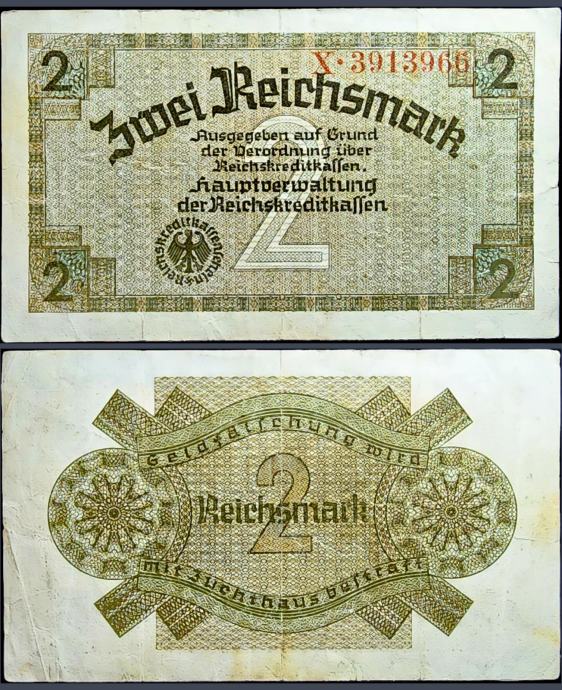 2 X·3913966 2
Zwei Reichsmark
Ausgegeben auf Grund
der Verordnung über
Reichskreditkaſſen.
Hauptverwaltung
der Reichskreditkaſſen
2
2 2
Geldfälschung wird
2
Reichsmark
mit Zuchthaus beſtraft